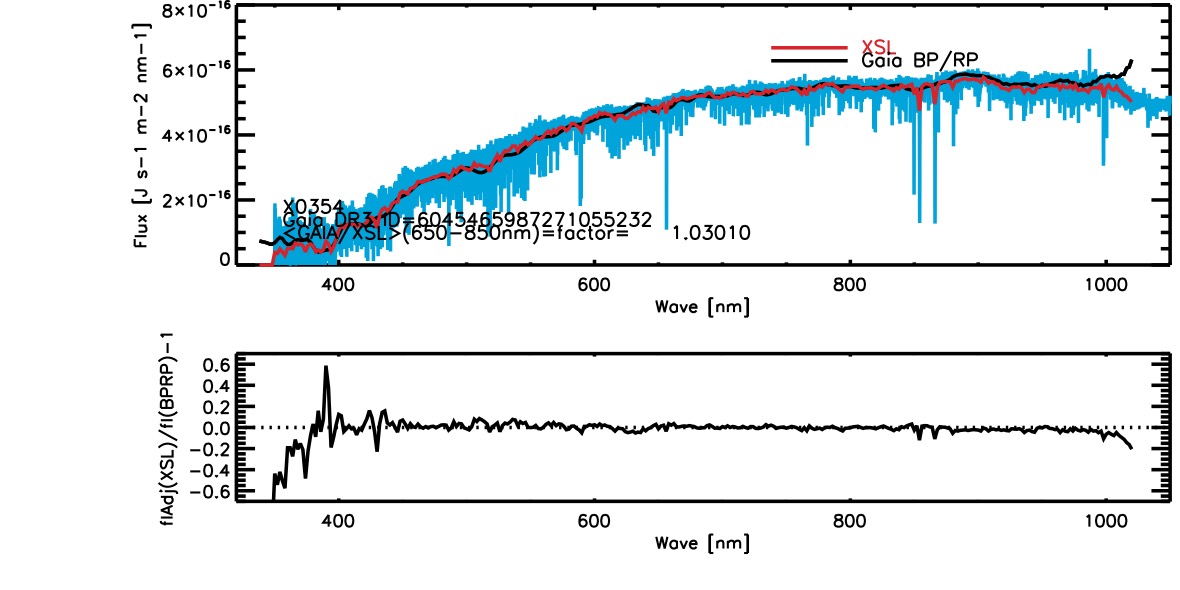 8×10−16
6×10−16
4×10−16
2×10−16
0
Flux [J s−1 m−2 nm−1]
XSL
Gaia BP/RP
X0354
Gaia DR3 ID=6045465987271055232
<GAIA/XSL>(650−850nm)=factor= 1.03010
400 600 800 1000
Wave [nm]
flAdj(XSL)/fl(BPRP)−1
0.6
0.4
0.2
0.0
−0.2
−0.4
−0.6
400 600 800 1000
Wave [nm]